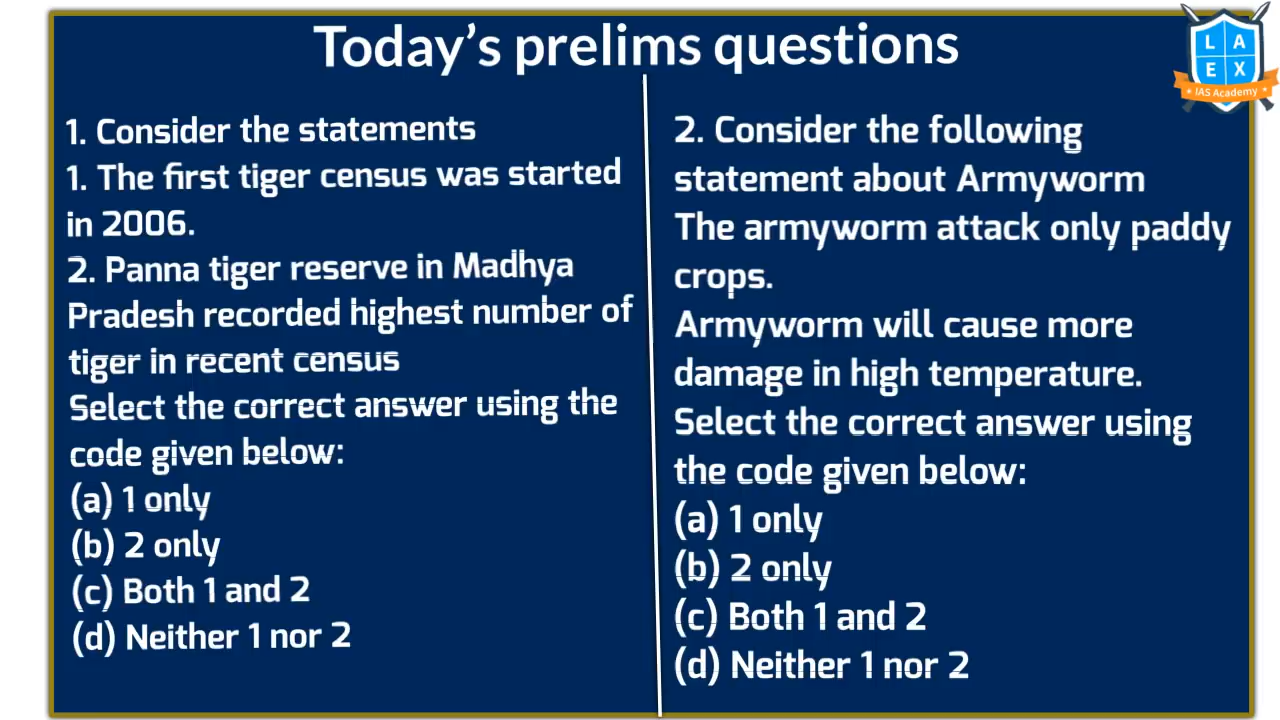 Today's prelims questions
L A
E X
IAS Academy
1. Consider the statements
1. The first tiger census was started
in 2006.
2. Panna tiger reserve in Madhya
Pradesh recorded highest number of
tiger in recent census
Select the correct answer using the
code given below:
(a) 1 only
(b) 2 only
(c) Both 1 and 2
(d) Neither 1 nor 2
2. Consider the following
statement about Armyworm
The armyworm attack only paddy
crops.
Armyworm will cause more
damage in high temperature.
Select the correct answer using
the code given below:
(a) 1 only
(b) 2 only
(c) Both 1 and 2
(d) Neither 1 nor 2